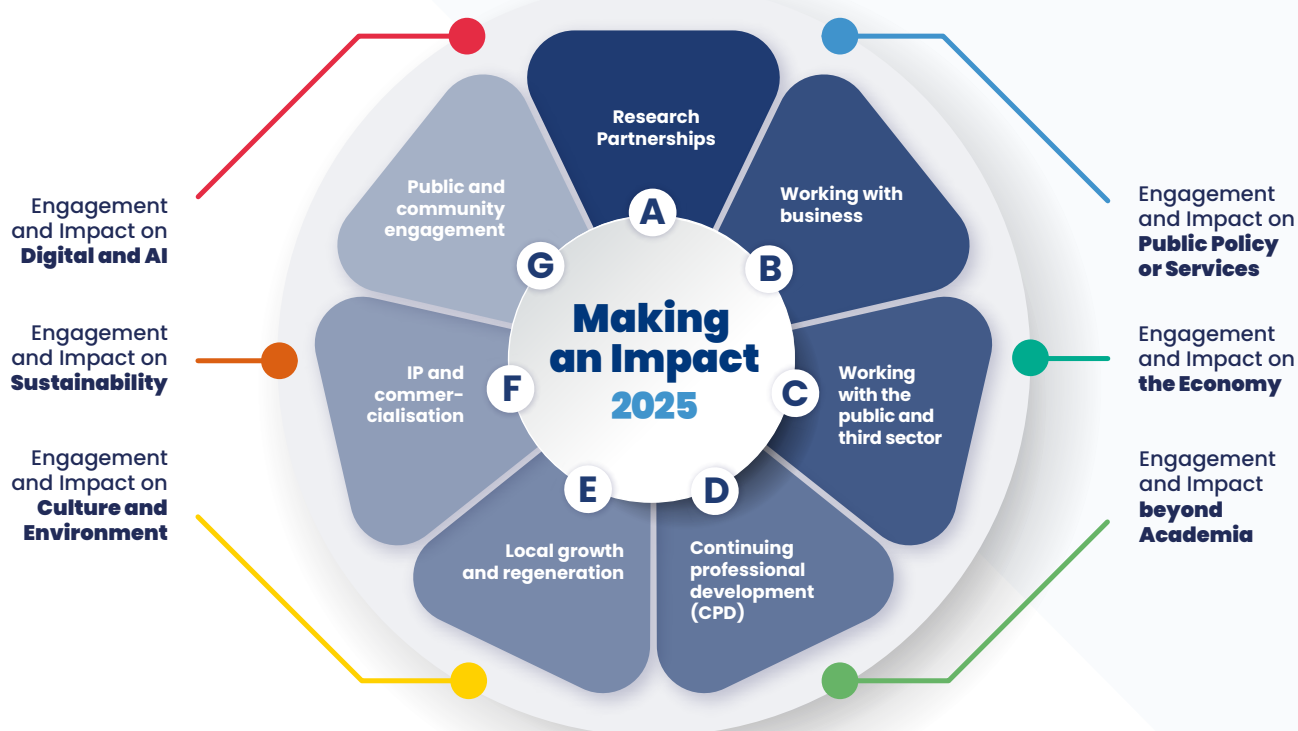 Research
Partnerships
A
Working with
business
B
Working
with the
public and
third sector
C
Continuing
professional
development
(CPD)
D
Local growth
and regeneration
E
IP and
commer-
cialisation
F
Public and
community
engagement
G
Making
an Impact
2025
Engagement
and Impact on
Digital and AI
Engagement
and Impact on
Sustainability
Engagement
and Impact on
Culture and
Environment
Engagement
and Impact on
Public Policy
or Services
Engagement
and Impact on
the Economy
Engagement
and Impact
beyond
Academia